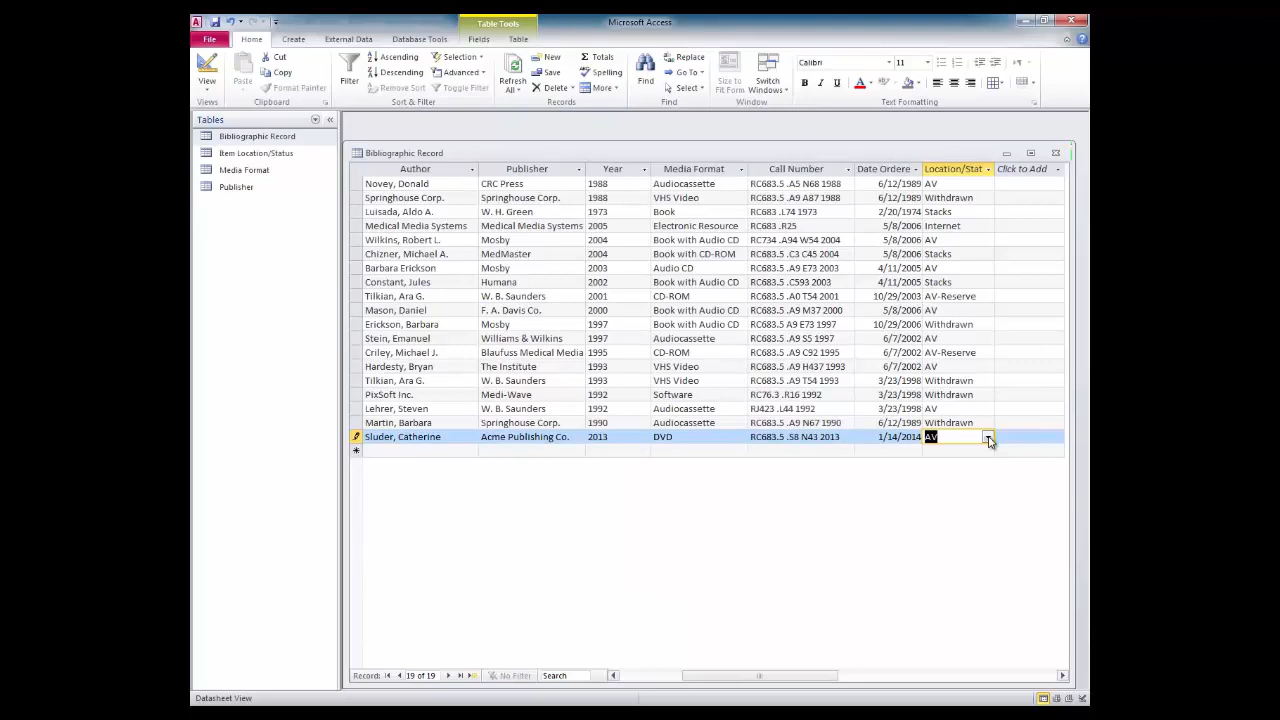 Microsoft Access
Table Tools
File Home Create External Data Database Tools Fields Table
View
Views
Paste
Cut
Copy
Format Painter
Clipboard
Filter
Ascending
Descending
Remove Sort
Selection
Advanced
Toggle Filter
Sort & Filter
Refresh All
New
Save
Delete
Totals
Spelling
More
Records
Find
Replace
Go To
Select
Find
Size to Fit Form
Switch Windows
Window
Calibri 11
B I U A
Text Formatting
Tables
Bibliographic Record
Item Location/Status
Media Format
Publisher
Bibliographic Record
Author Publisher Year Media Format Call Number Date Ordere Location/Stat Click to Add
Novey, Donald CRC Press 1988 Audiocassette RC683.5 .A5 N68 1988 6/12/1989 AV
Springhouse Corp. Springhouse Corp. 1988 VHS Video RC683.5 .A9 A87 1988 6/12/1989 Withdrawn
Luisada, Aldo A. W. H. Green 1973 Book RC683 .L74 1973 2/20/1974 Stacks
Medical Media Systems Medical Media Systems 2005 Electronic Resource RC683 .R25 5/8/2006 Internet
Wilkins, Robert L. Mosby 2004 Book with Audio CD RC734 .A94 W54 2004 5/8/2006 AV
Chizner, Michael A. MedMaster 2004 Book with CD-ROM RC683.5 .C3 C45 2004 5/8/2006 Stacks
Barbara Erickson Mosby 2003 Audio CD RC683.5 .A9 E73 2003 4/11/2005 AV
Constant, Jules Humana 2002 Book with Audio CD RC683.5 .C593 2003 4/11/2005 Stacks
Tilkian, Ara G. W. B. Saunders 2001 CD-ROM RC683.5 .A0 T54 2001 10/29/2003 AV-Reserve
Mason, Daniel F. A. Davis Co. 2000 Book with Audio CD RC683.5 .A9 M37 2000 5/8/2006 AV
Erickson, Barbara Mosby 1997 Book with Audio CD RC683.5 A9 E73 1997 10/29/2006 Withdrawn
Stein, Emanuel Williams & Wilkins 1997 Audiocassette RC683.5 .A9 S5 1997 6/7/2002 AV
Criley, Michael J. Blaufuss Medical Media 1995 CD-ROM RC683.5 .A9 C92 1995 6/7/2002 AV-Reserve
Hardesty, Bryan The Institute 1993 VHS Video RC683.5 .A9 H437 1993 6/7/2002 AV
Tilkian, Ara G. W. B. Saunders 1993 VHS Video RC683.5 .A9 T54 1993 3/23/1998 Withdrawn
PixSoft Inc. Medi-Wave 1992 Software RC76.3 .R16 1992 3/23/1998 Withdrawn
Lehrer, Steven W. B. Saunders 1992 Audiocassette RJ423 .L44 1992 3/23/1998 AV
Martin, Barbara Springhouse Corp. 1990 Audiocassette RC683.5 .A9 N67 1990 6/12/1989 Withdrawn
Sluder, Catherine Acme Publishing Co. 2013 DVD RC683.5 .S8 N43 2013 1/14/2014 AV
Record: 19 of 19 No Filter Search
Datasheet View